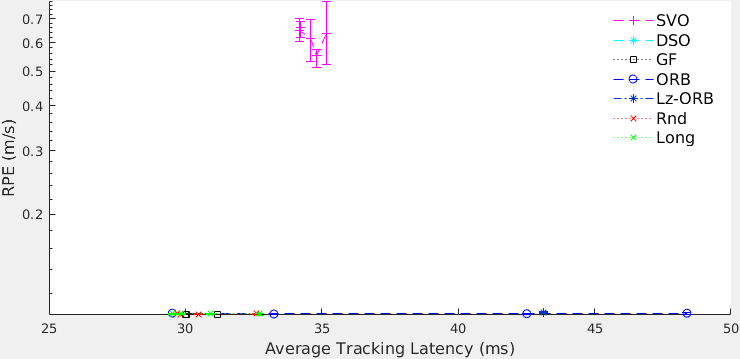 0.7
0.6
0.5
0.4
0.3
0.2
RPE (m/s)
SVO
DSO
GF
ORB
Lz-ORB
Rnd
Long
25 30 35 40 45 50
Average Tracking Latency (ms)